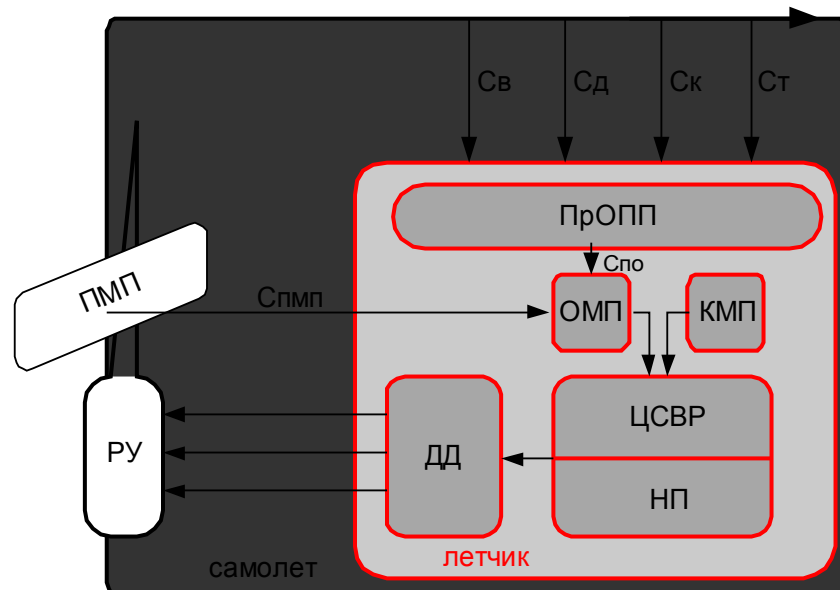 Св Сд Ск Ст
ПрОПП
Спо
ПМП
Спмп
ОМП
КМП
РУ
ДД
ЦСВР
НП
самолет
летчик